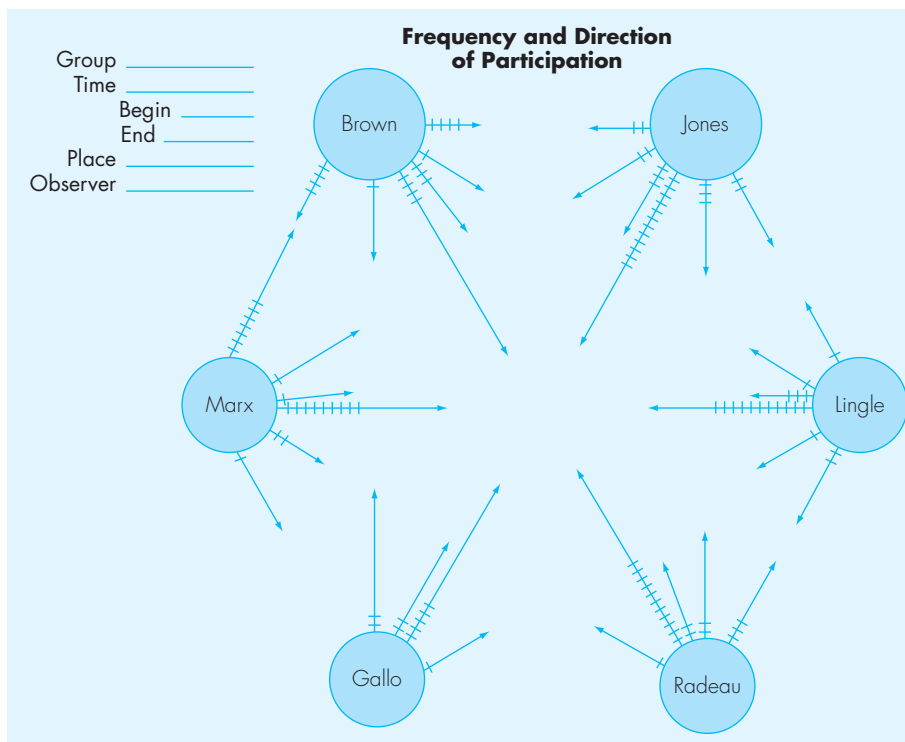 Frequency and Direction
of Participation
Group
Time
Begin
End
Place
Observer
Brown
Jones
Marx
Lingle
Gallo
Radeau